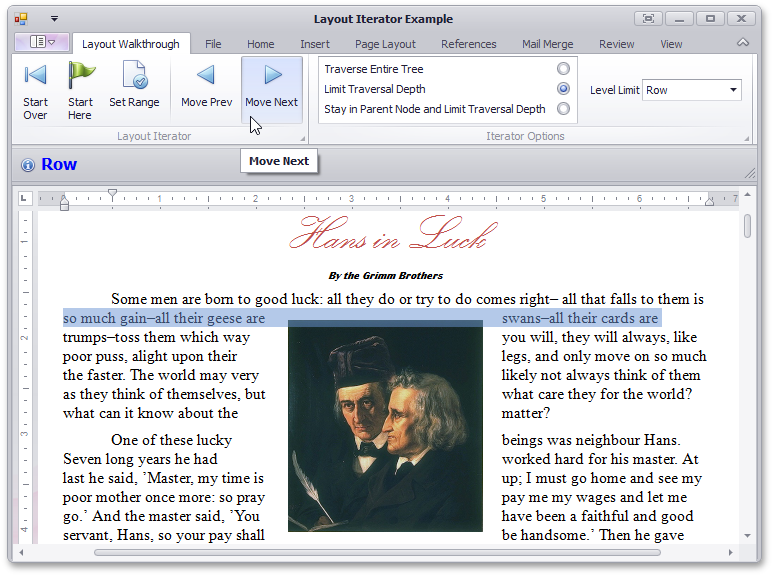 Layout Iterator Example
Layout Walkthrough File Home Insert Page Layout References Mail Merge Review View
Start Over
Start Here
Set Range
Move Prev
Move Next
Layout Iterator
Traverse Entire Tree
Limit Traversal Depth
Stay in Parent Node and Limit Traversal Depth
Level Limit Row
Iterator Options
Move Next
Row
L 1 2 3 4 5 6 7
1
2
3
4
Hans in Luck
By the Grimm Brothers
Some men are born to good luck: all they do or try to do comes right– all that falls to them is
so much gain–all their geese are swans–all their cards are
trumps–toss them which way you will, they will always, like
poor puss, alight upon their legs, and only move on so much
the faster. The world may very likely not always think of them
as they think of themselves, but what care they for the world?
what can it know about the matter?
One of these lucky beings was neighbour Hans.
Seven long years he had worked hard for his master. At
last he said, ’Master, my time is up; I must go home and see my
poor mother once more: so pray pay me my wages and let me
go.’ And the master said, ’You have been a faithful and good
servant, Hans, so your pay shall be handsome.’ Then he gave